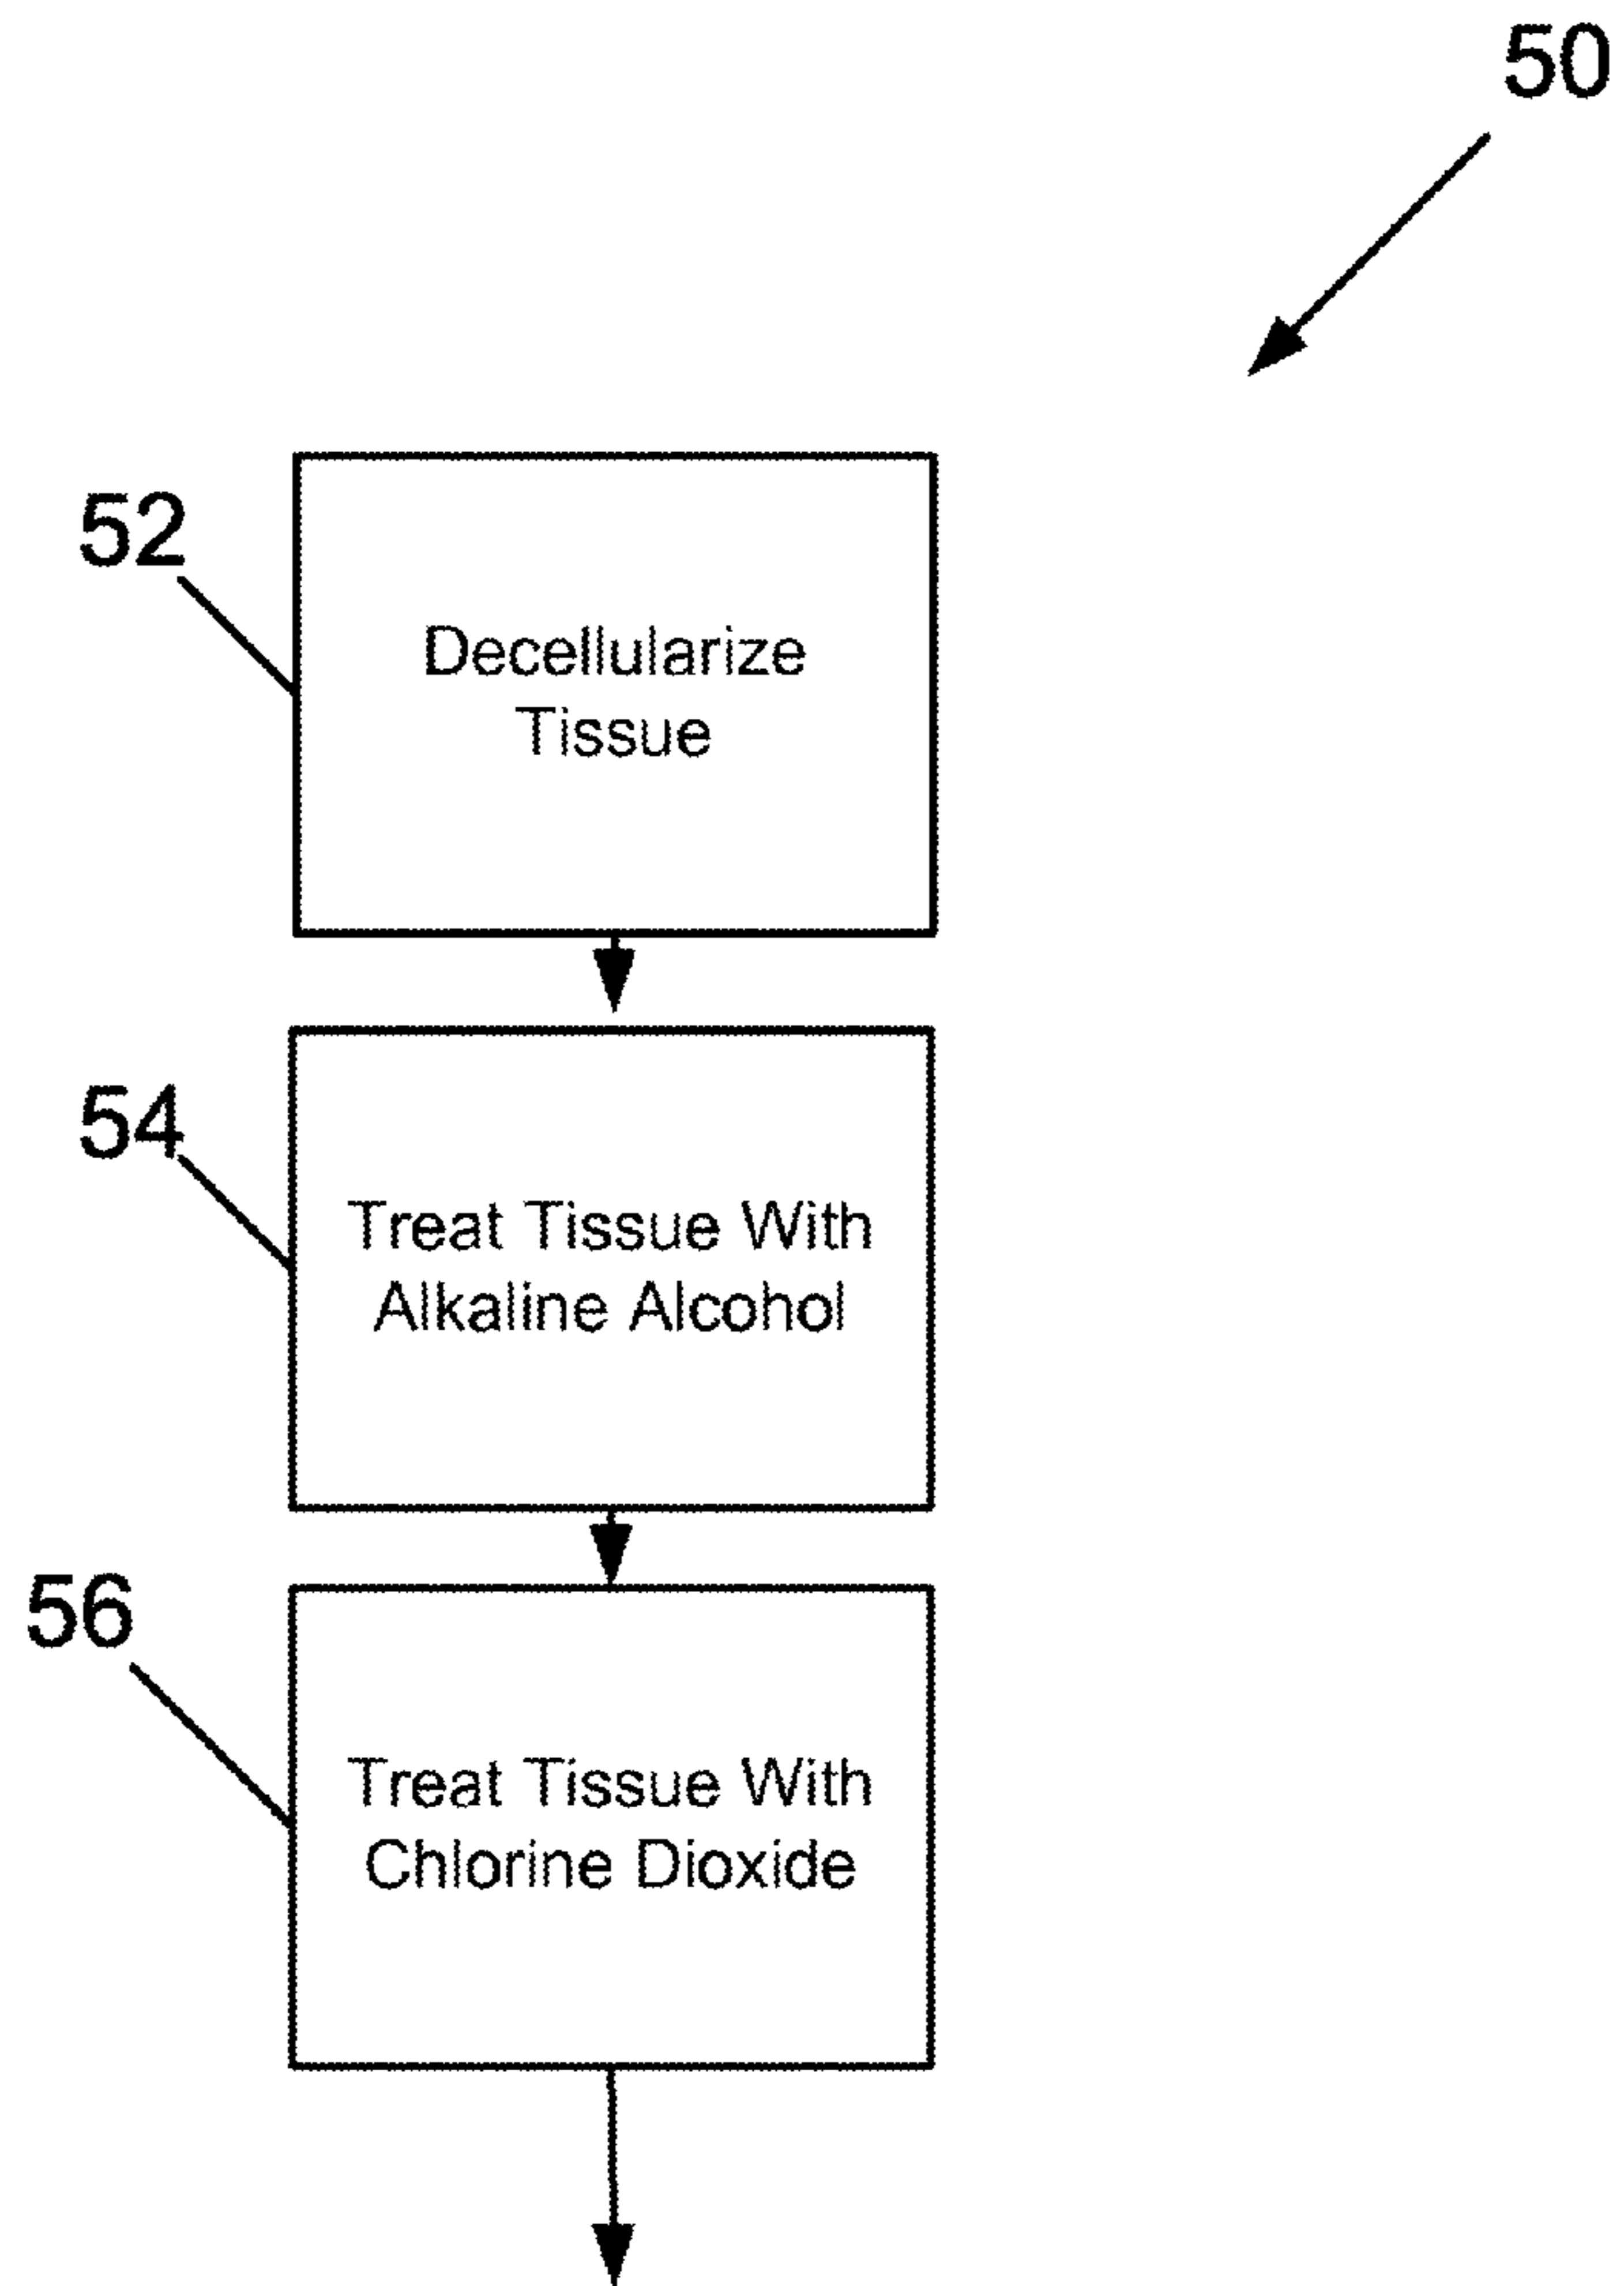 50
52
Decellularize
Tissue
54
Treat Tissue With
Alkaline Alcohol
56
Treat Tissue With
Chlorine Dioxide